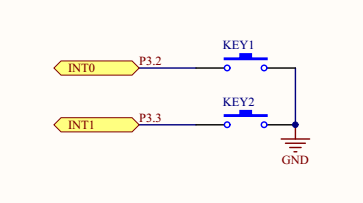 KEY1
INT0 P3.2
KEY2
INT1 P3.3
GND